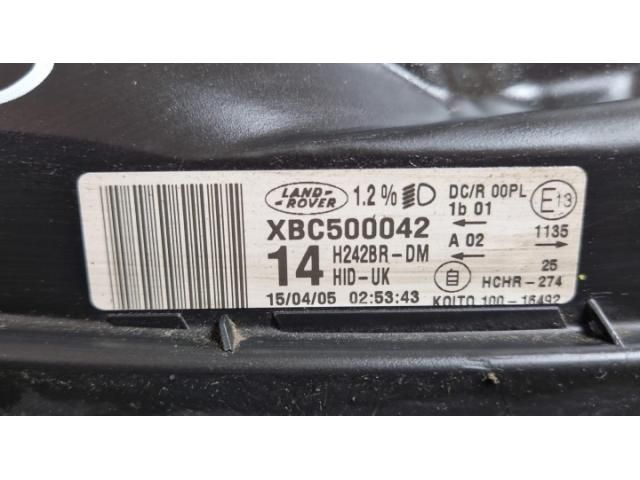 LAND-
ROVER
1.2%
DC/R 00PL
1b 01
E13
XBC500042
A 02
1135
14
H242BR-DM
HID-UK
自
25
HCHR-274
15/04/05 02:53:43
KOITO 100-16492